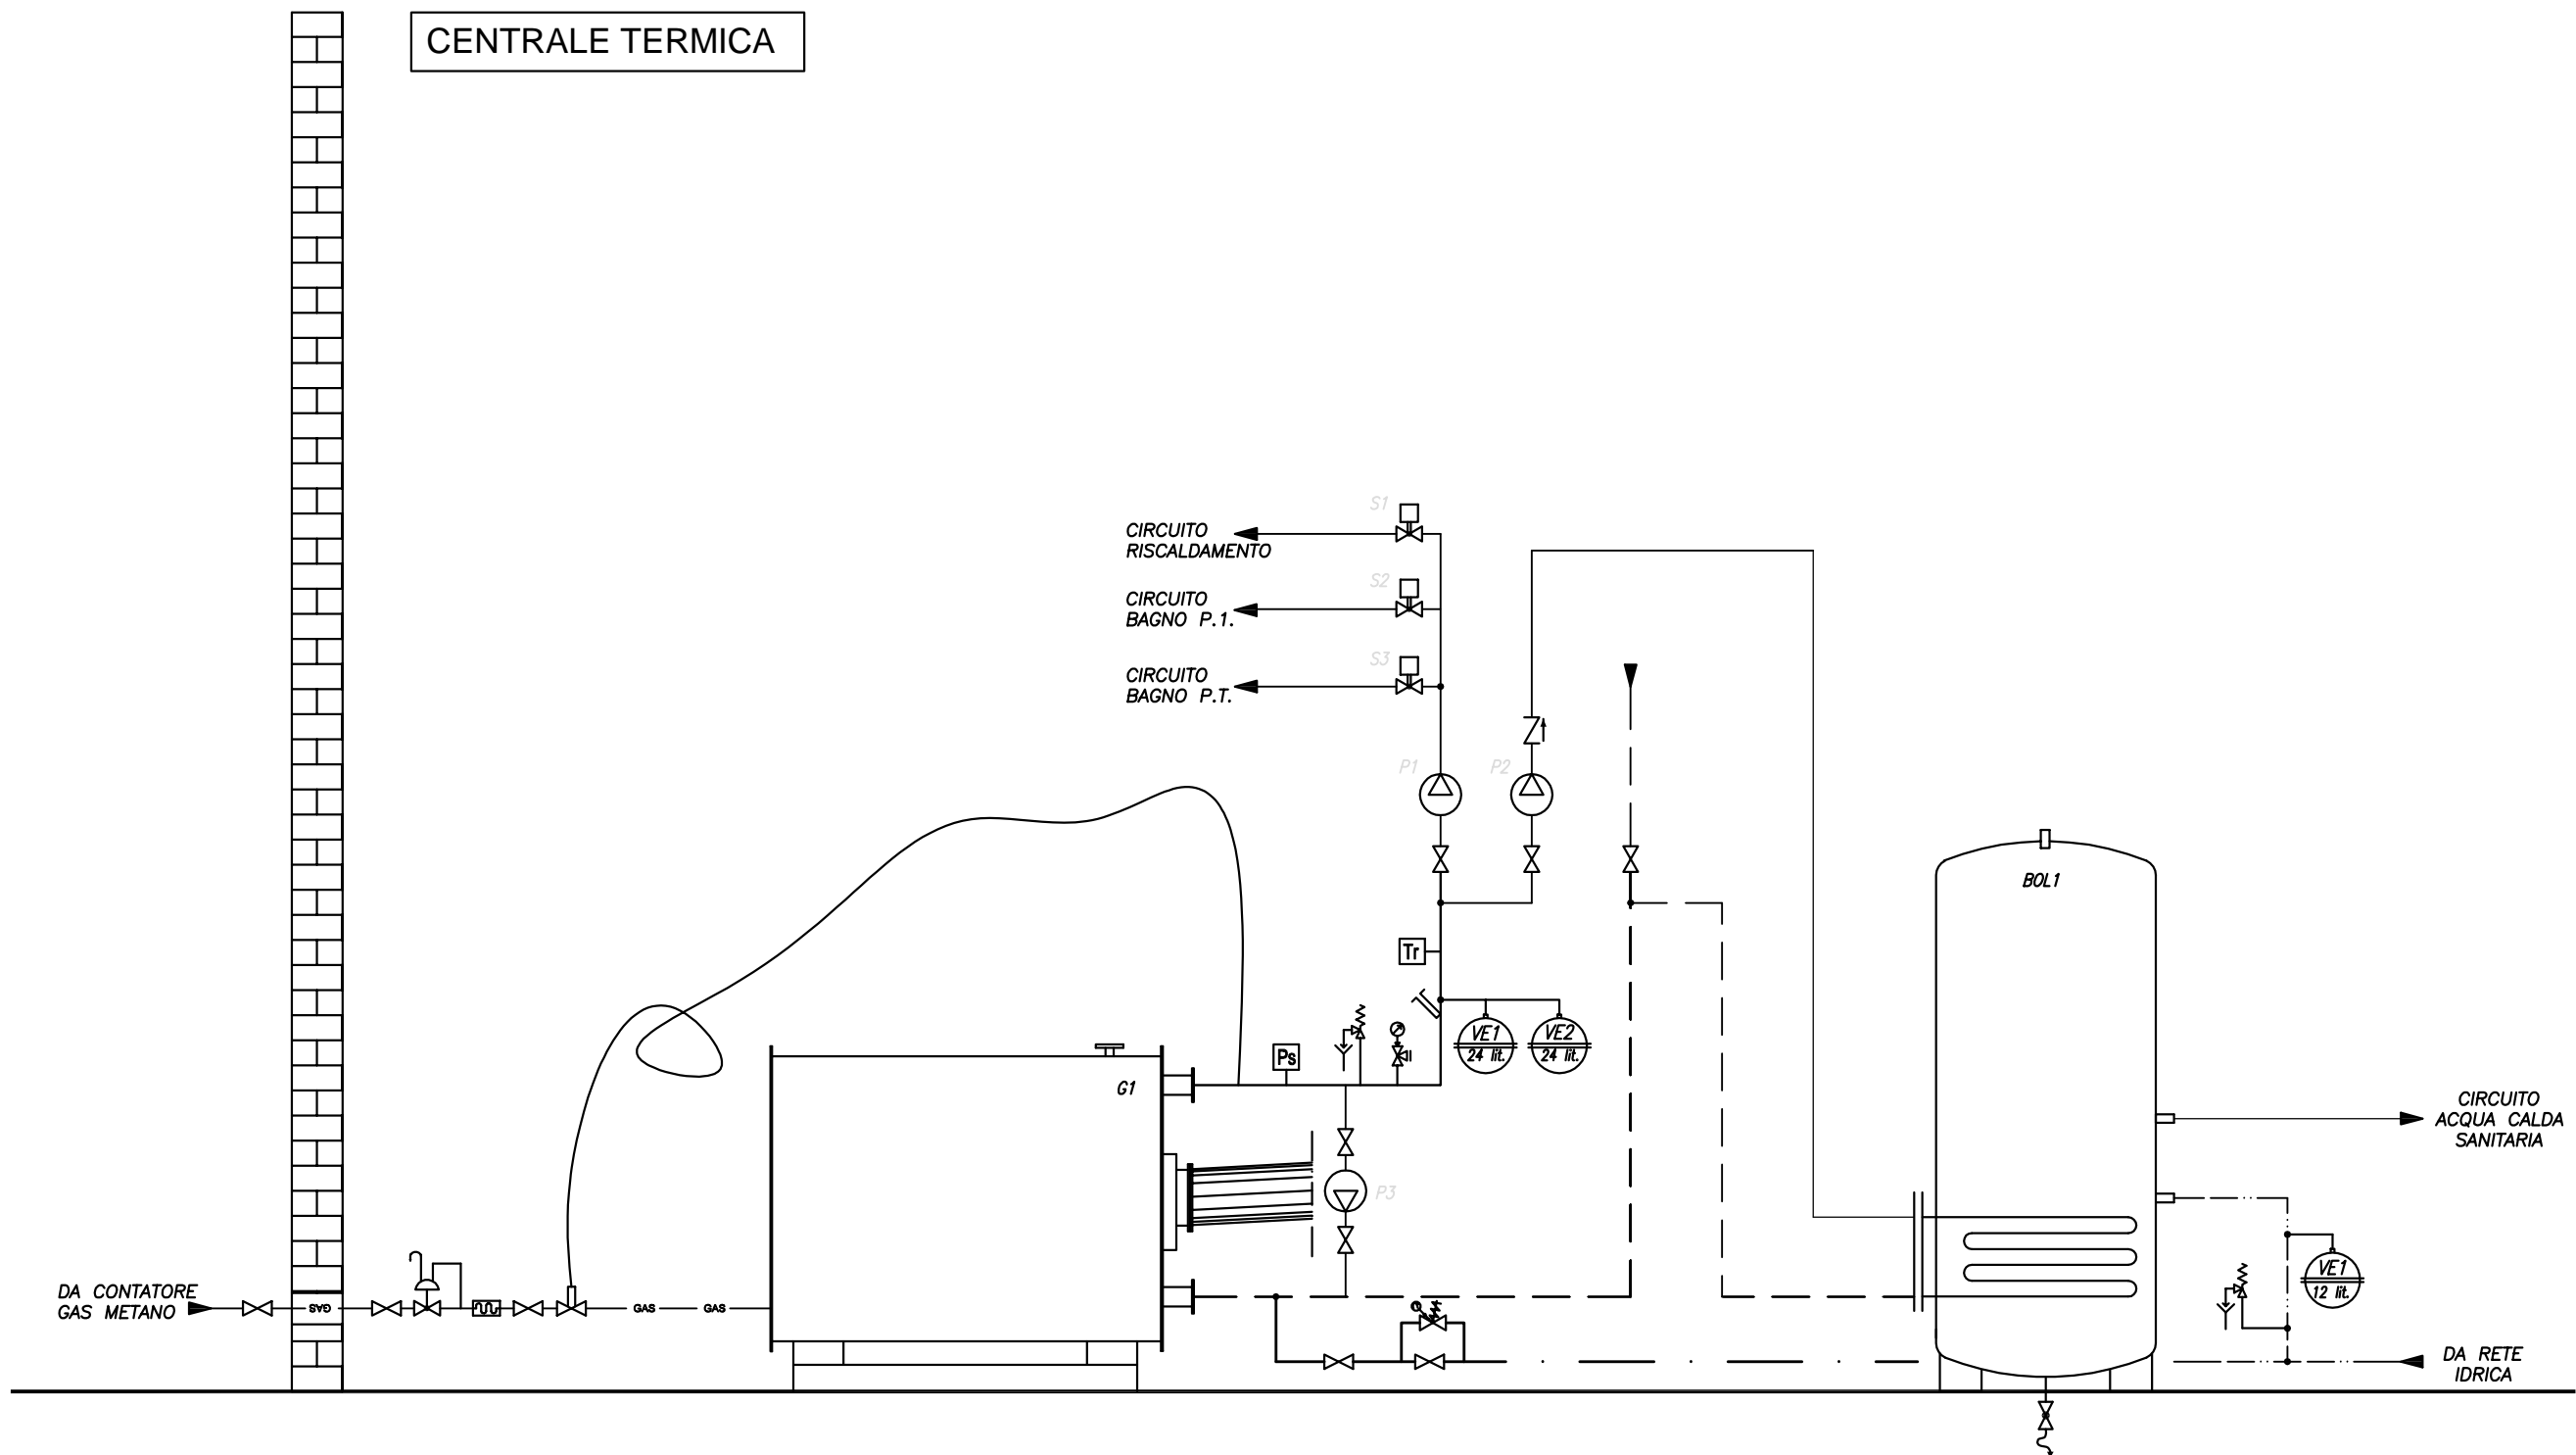 CENTRALE TERMICA
S1
CIRCUITO
RISCALDAMENTO
S2
CIRCUITO
BAGNO P.1.
S3
CIRCUITO
BAGNO P.T.
P1
P2
BOL1
Tr
VE1
24 lit.
VE2
24 lit.
Ps
G1
CIRCUITO
ACQUA CALDA
SANITARIA
P3
VE1
12 lit.
DA CONTATORE
GAS METANO
GAS
GAS
GAS
DA RETE
IDRICA